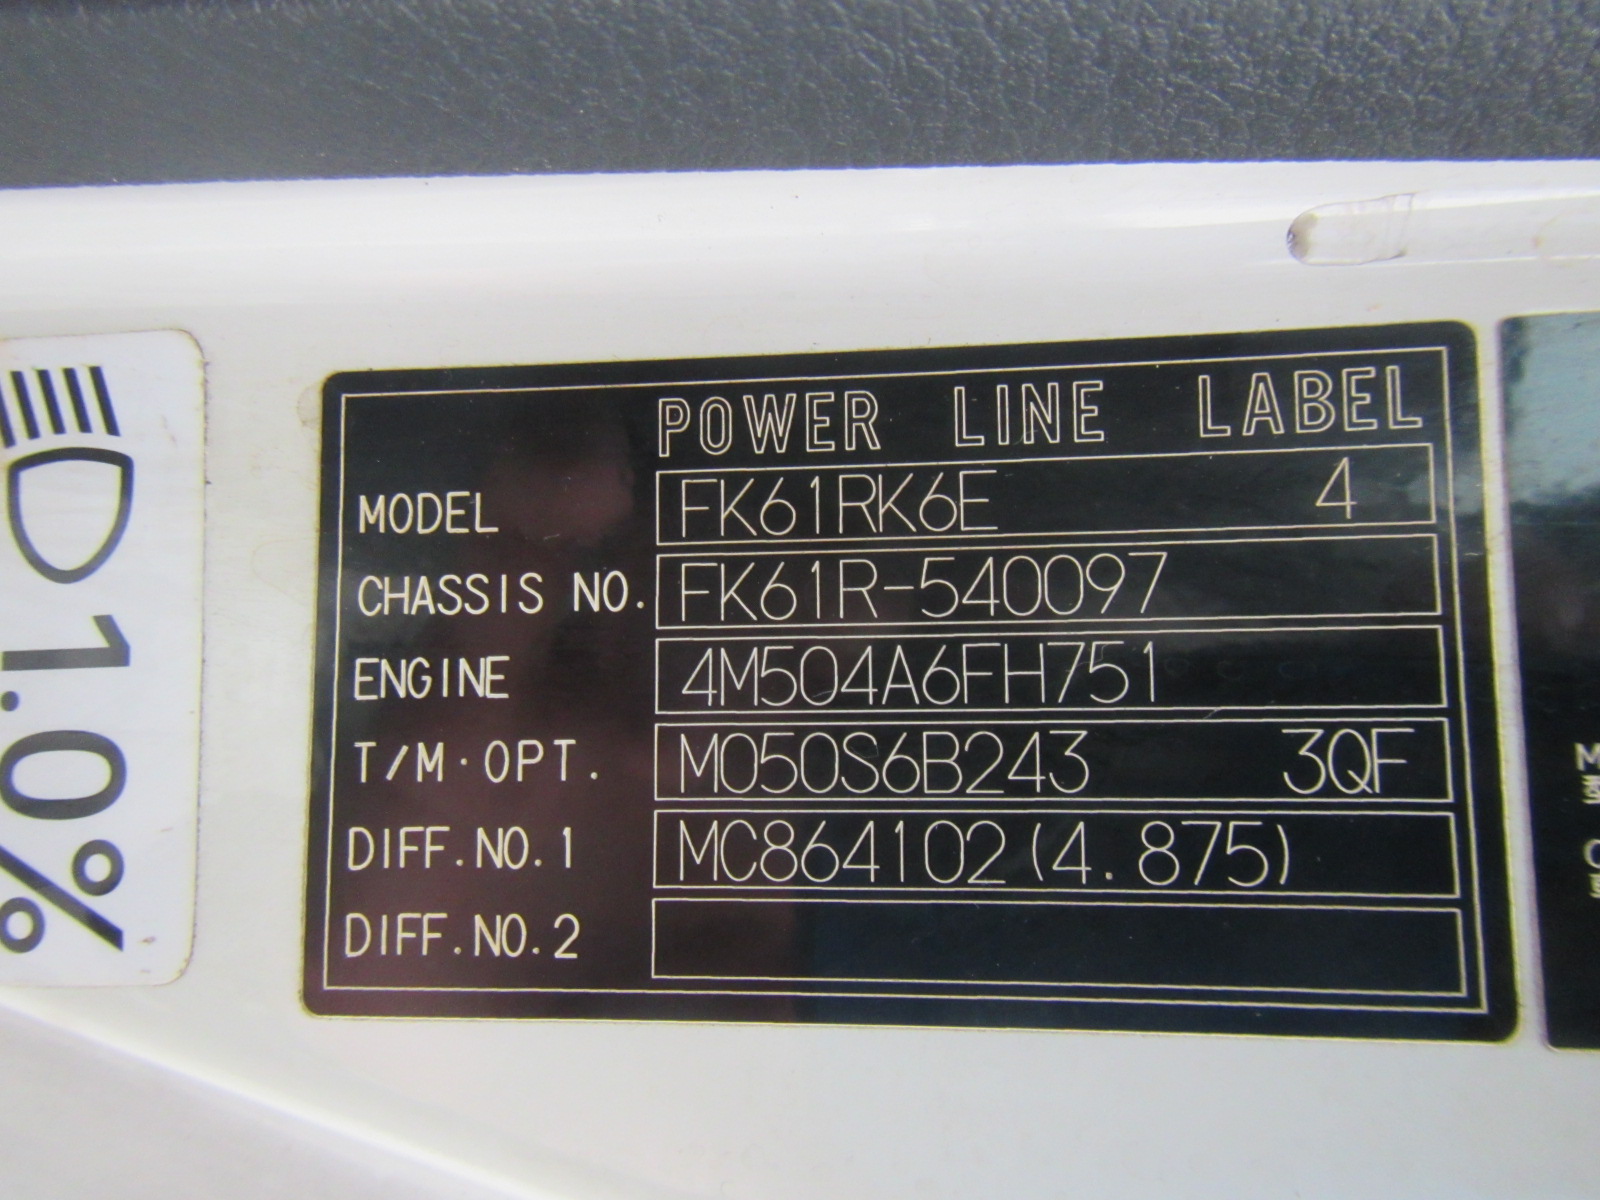 POWER LINE LABEL
MODEL FK61RK6E 4
CHASSIS NO. FK61R-540097
ENGINE 4M504A6FH751
T/M·OPT. M050S6B243 3QF
DIFF.NO.1 MC864102(4.875)
DIFF.NO.2
1.0%